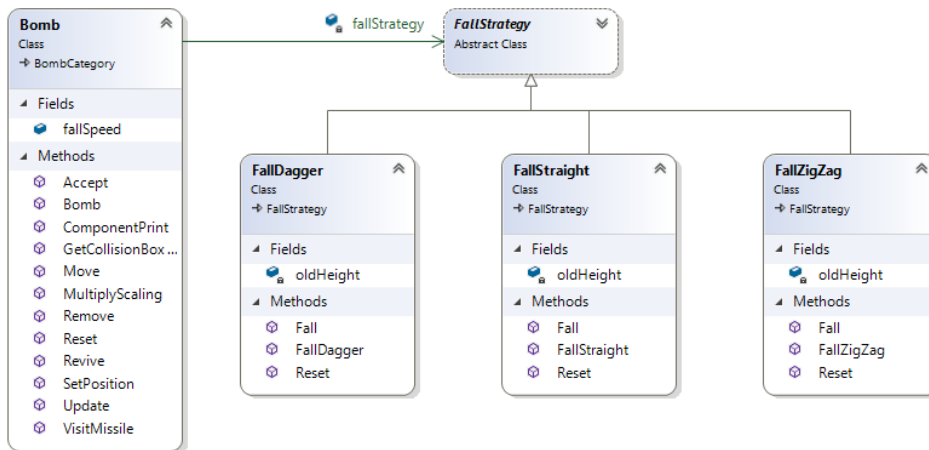 Bomb
Class
BombCategory
Fields
fallSpeed
Methods
Accept
Bomb
ComponentPrint
GetCollisionBox ...
Move
MultiplyScaling
Remove
Reset
Revive
SetPosition
Update
VisitMissile
fallStrategy
FallStrategy
Abstract Class
FallDagger
Class
FallStrategy
Fields
oldHeight
Methods
Fall
FallDagger
Reset
FallStraight
Class
FallStrategy
Fields
oldHeight
Methods
Fall
FallStraight
Reset
FallZigZag
Class
FallStrategy
Fields
oldHeight
Methods
Fall
FallZigZag
Reset